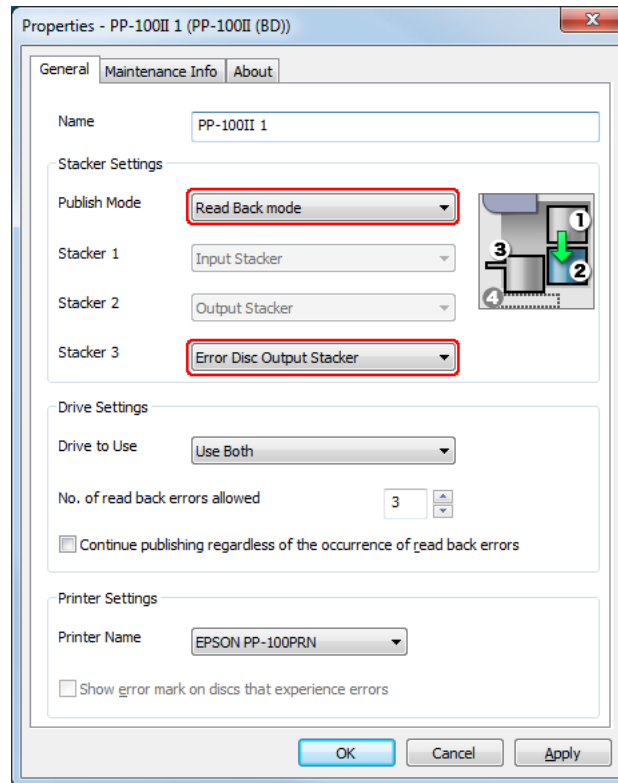 Properties - PP-100II 1 (PP-100II (BD))
X
General Maintenance Info About
Name PP-100II 1
Stacker Settings
Publish Mode Read Back mode
1
Stacker 1 Input Stacker
3
2
Stacker 2 Output Stacker
4
Stacker 3 Error Disc Output Stacker
Drive Settings
Drive to Use Use Both
No. of read back errors allowed 3
Continue publishing regardless of the occurrence of read back errors
Printer Settings
Printer Name EPSON PP-100PRN
Show error mark on discs that experience errors
OK Cancel Apply